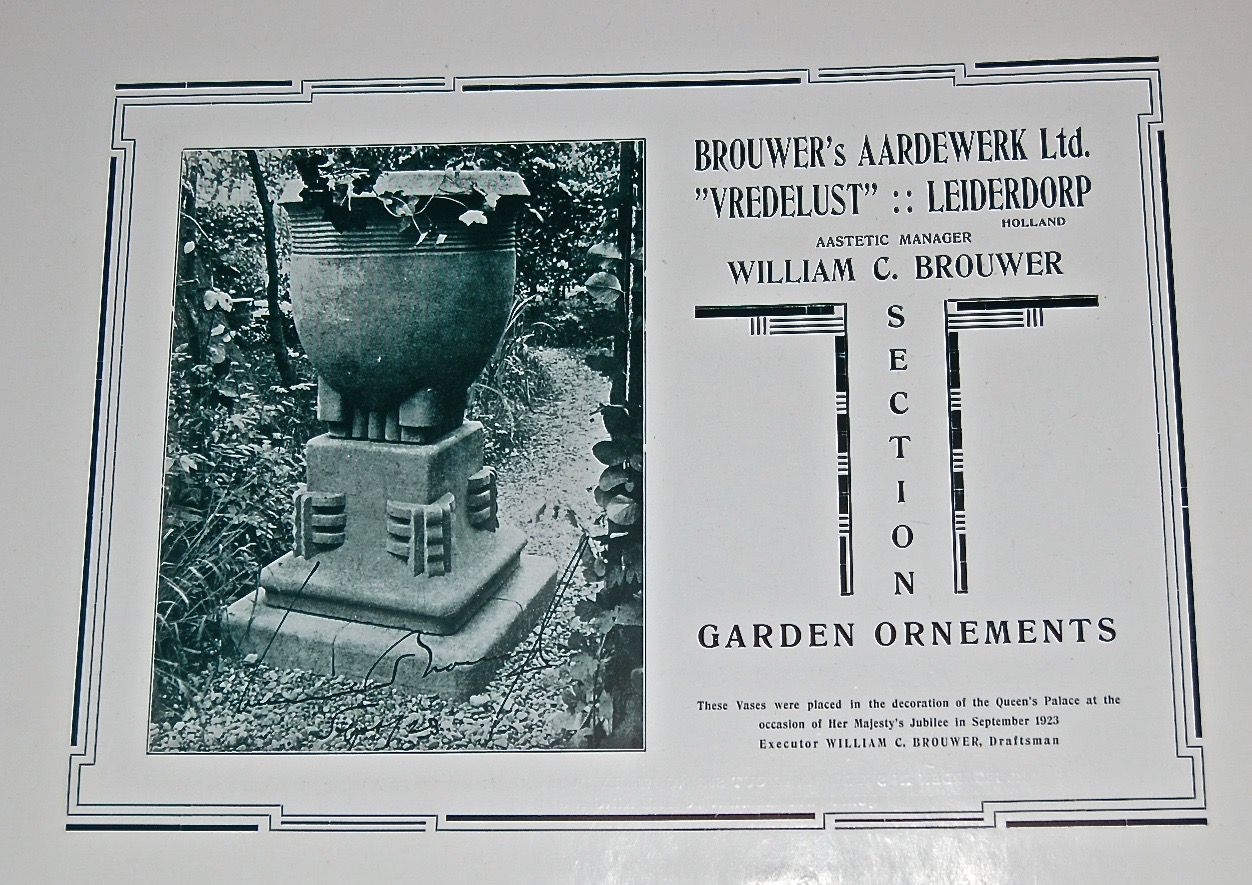 BROUWER's AARDEWERK Ltd.
"VREDELUST" :: LEIDERDORP
HOLLAND
AASTETIC MANAGER
WILLIAM C. BROUWER
SECTION
GARDEN ORNEMENTS
These Vases were placed in the decoration of the Queen's Palace at the
occasion of Her Majesty's Jubilee in September 1923
Executor WILLIAM C. BROUWER, Draftsman